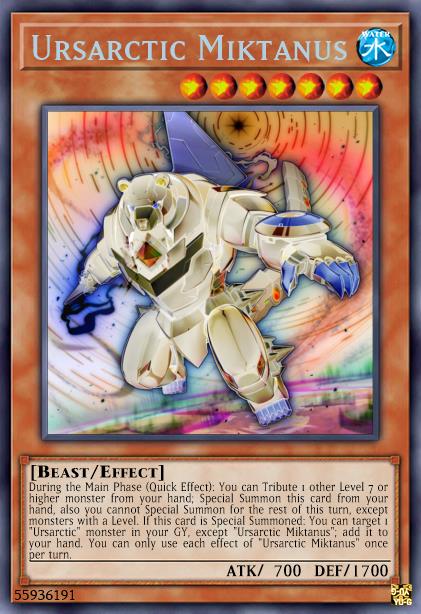 URSARCTIC MIKTANUS
WATER
水
[BEAST/EFFECT]
During the Main Phase (Quick Effect): You can Tribute 1 other Level 7 or
higher monster from your hand; Special Summon this card from your
hand, also you cannot Special Summon for the rest of this turn, except
monsters with a Level. If this card is Special Summoned: You can target 1
"Ursarctic" monster in your GY, except "Ursarctic Miktanus"; add it to
your hand. You can only use each effect of "Ursarctic Miktanus" once
per turn.
ATK/ 700 DEF/1700
55936191